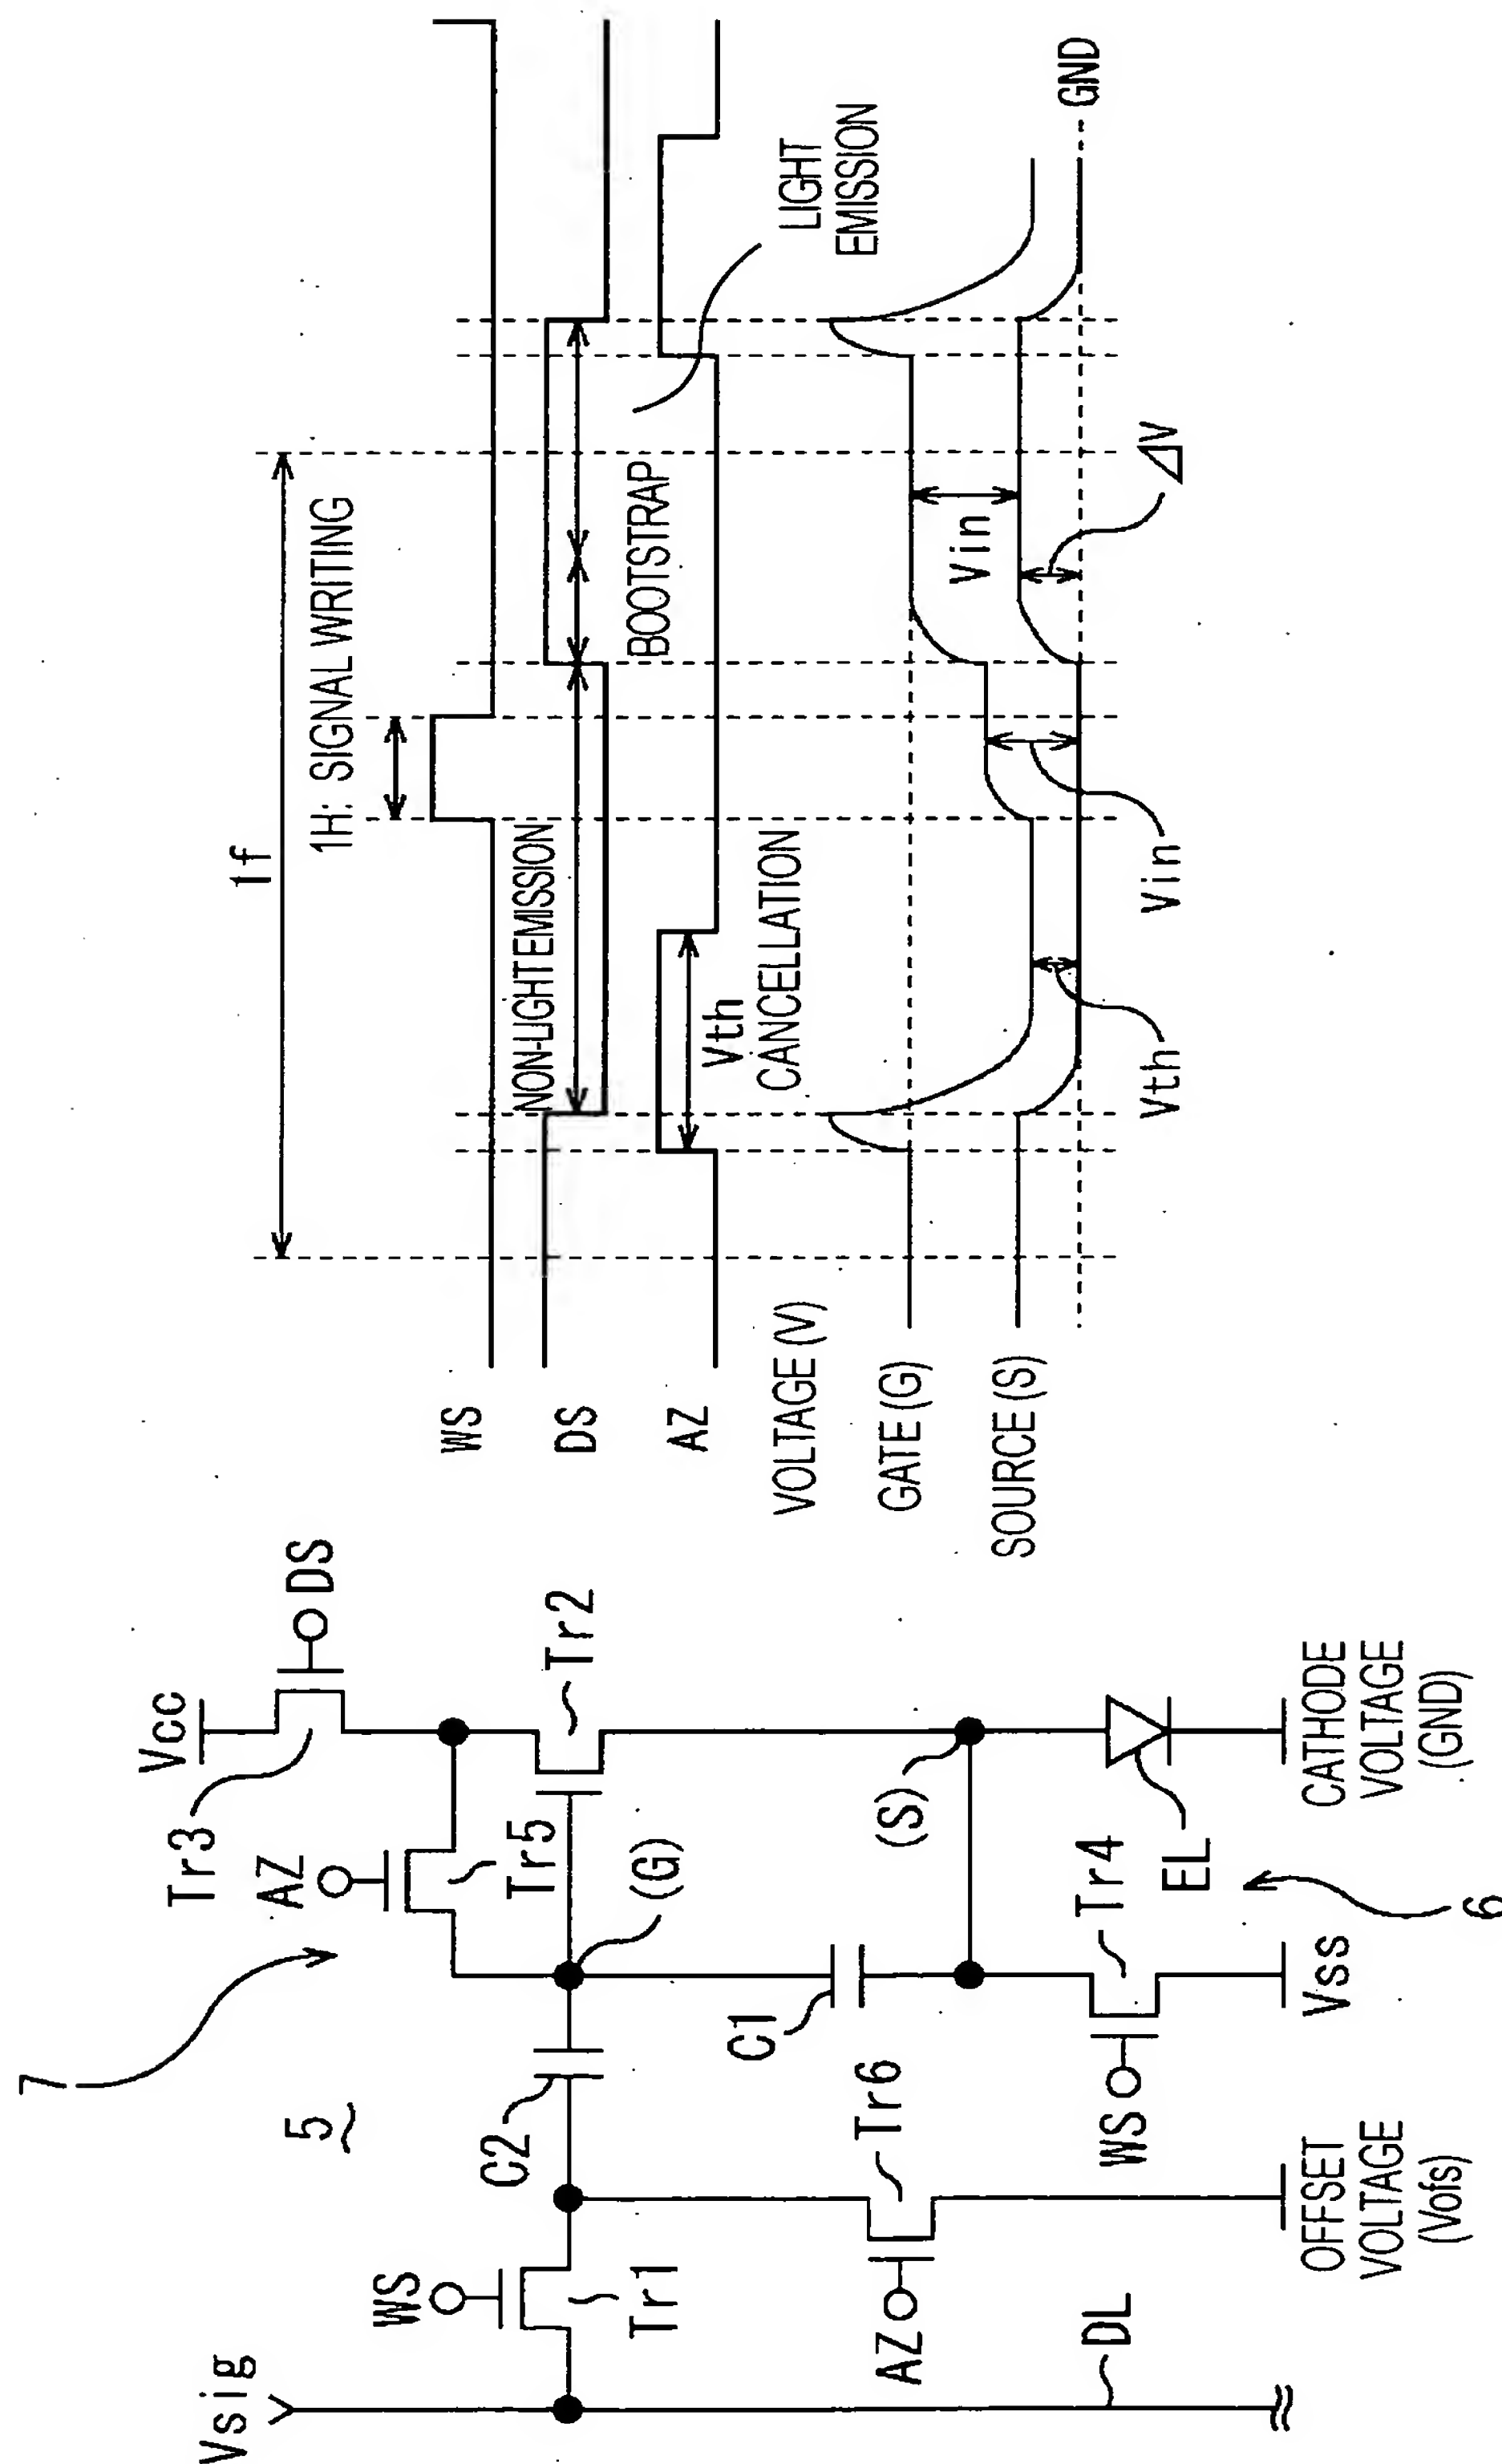 Vsig
WS
Tr1
DL
5
7
C2
AZ
Tr6
OFFSET
VOLTAGE
(Vofs)
C1
WS
Tr4
Vss
AZ
Tr5
(G)
Tr3
Vcc
DS
Tr2
(S)
EL
6
CATHODE
VOLTAGE
(GND)
1f
1H: SIGNAL WRITING
WS
DS
NON-LIGHT EMISSION
BOOTSTRAP
LIGHT
EMISSION
AZ
Vth
CANCELLATION
VOLTAGE (V)
GATE (G)
SOURCE (S)
Vth
Vin
Vin
ΔV
GND